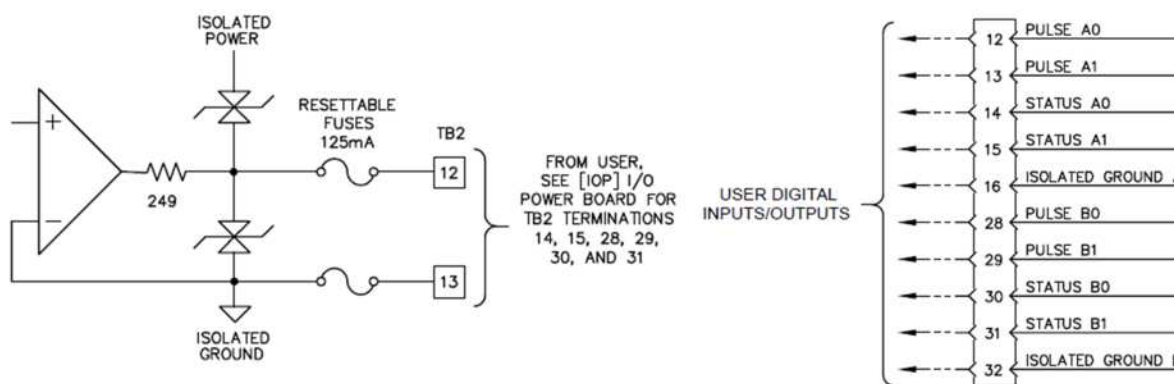 ISOLATED
POWER
+
−
249
RESETTABLE
FUSES
125mA
TB2
12
13
ISOLATED
GROUND
FROM USER,
SEE [IOP] I/O
POWER BOARD FOR
TB2 TERMINATIONS
14, 15, 28, 29,
30, AND 31
USER DIGITAL
INPUTS/OUTPUTS
12 PULSE A0
13 PULSE A1
14 STATUS A0
15 STATUS A1
16 ISOLATED GROUND
28 PULSE B0
29 PULSE B1
30 STATUS B0
31 STATUS B1
32 ISOLATED GROUND